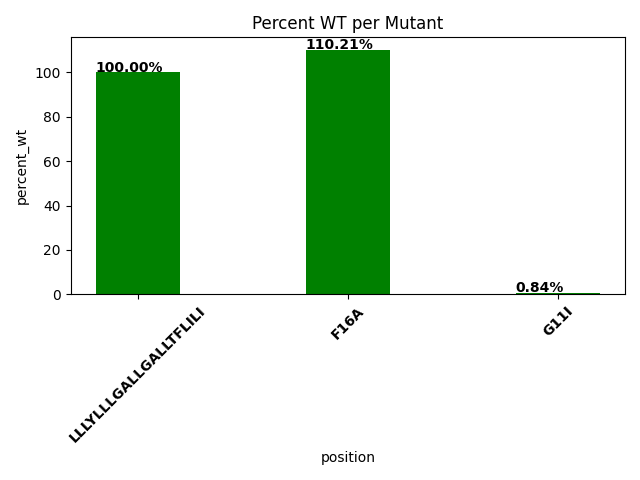 Percent WT per Mutant
percent_wt
100
80
60
40
20
0
100.00%
110.21%
0.84%
LLLYLLLGALLGALLTFLILI
F16A
G11I
position